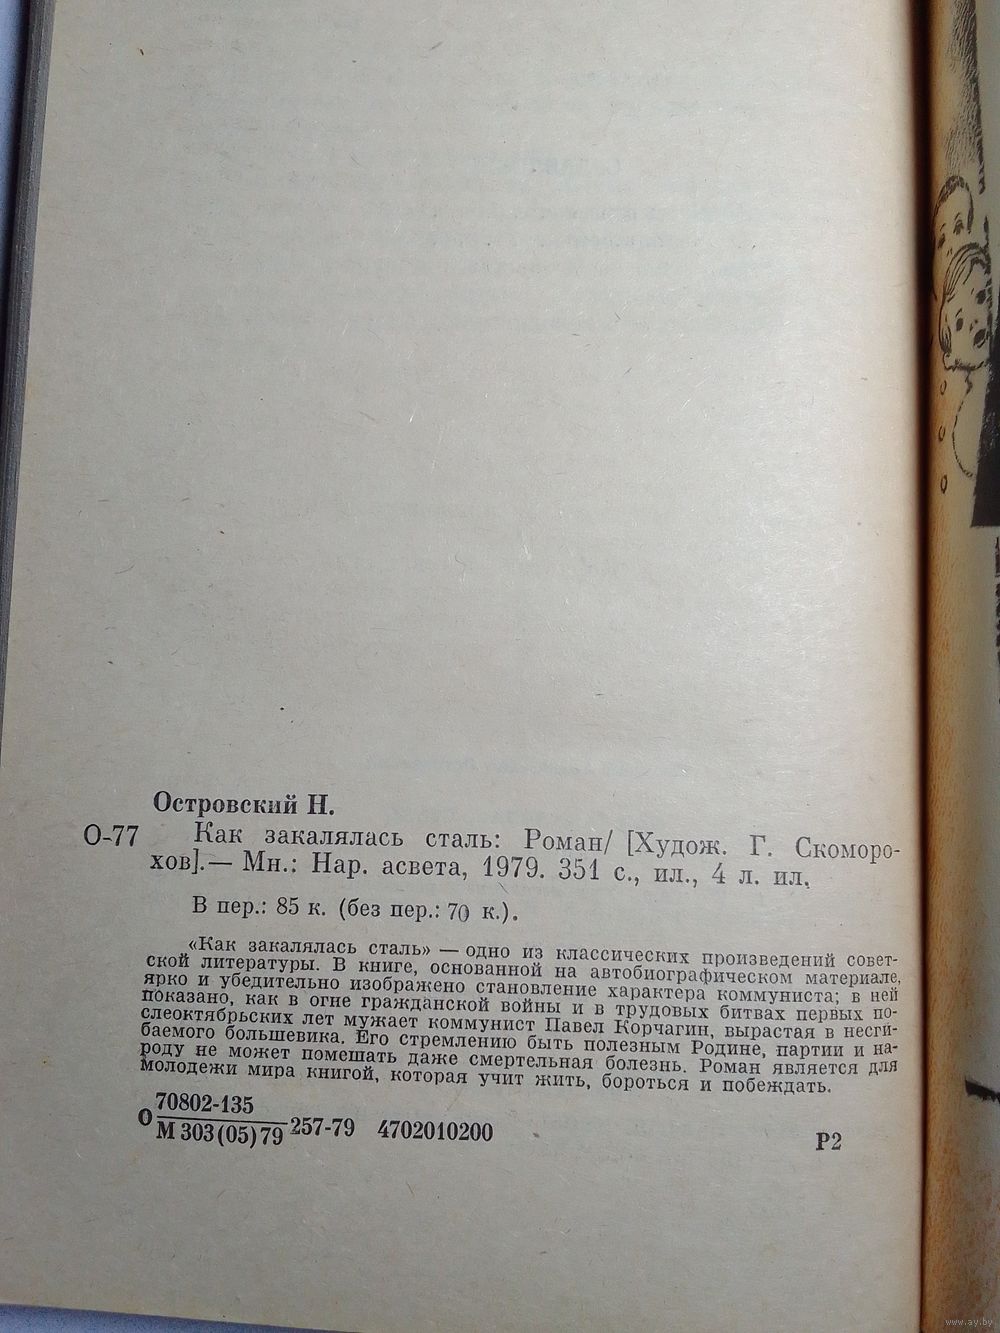 Островский Н.
О-77 Как закалялась сталь: Роман/ [Худож. Г. Скоморо-
хов].— Мн.: Нар. асвета, 1979. 351 с., ил., 4 л. ил.
В пер.: 85 к. (без пер.: 70 к.).
«Как закалялась сталь» — одно из классических произведений совет-
ской литературы. В книге, основанной на автобиографическом материале,
ярко и убедительно изображено становление характера коммуниста; в ней
показано, как в огне гражданской войны и в трудовых битвах первых по-
слеоктябрьских лет мужает коммунист Павел Корчагин, вырастая в несги-
баемого большевика. Его стремлению быть полезным Родине, партии и на-
роду не может помешать даже смертельная болезнь. Роман является для
молодежи мира книгой, которая учит жить, бороться и побеждать.
70802-135
О М 303(05)79 257-79 4702010200
Р2
www.ay.by